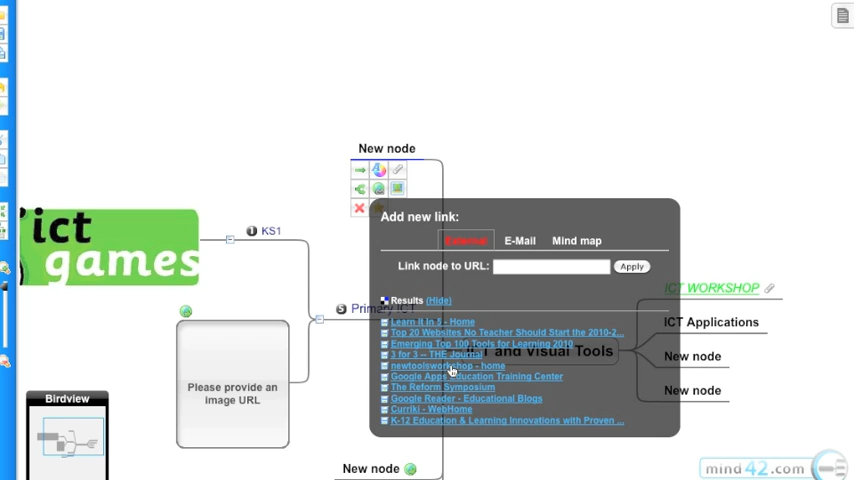 New node
ict
games
KS1
Add new link:
External
E-Mail
Mind map
Link node to URL:
Apply
Results (Hide)
Learn It In 5 - Home
Top 20 Websites No Teacher Should Start the 2010-2...
Emerging Top 100 Tools for Learning 2010
3 for 3 -- THE Journal
newtoolsworkshop - home
Google Apps Education Training Center
The Reform Symposium
Google Reader - Educational Blogs
Curriki - WebHome
K-12 Education & Learning Innovations with Proven ...
Primary ICT
ICT and Visual Tools
ICT WORKSHOP
ICT Applications
New node
New node
Please provide an
image URL
Birdview
New node
mind42.com